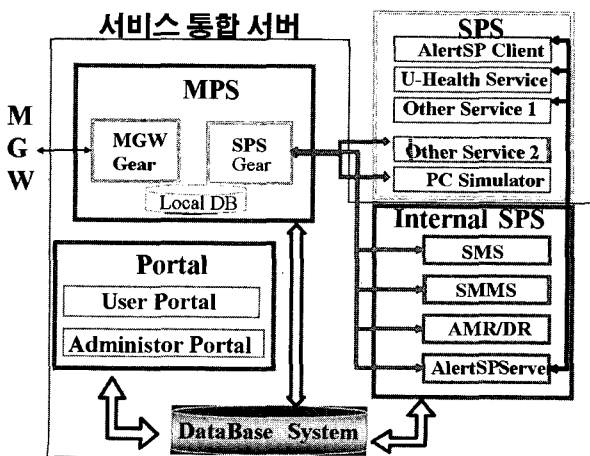 서비스 통합 서버
MPS
MGW
MGW
Gear
SPS
Gear
Local DB
Portal
User Portal
Administor Portal
DataBase System
SPS
AlertSP Client
U-Health Service
Other Service 1
Other Service 2
PC Simulator
Internal SPS
SMS
SMMS
AMR/DR
AlertSPServe